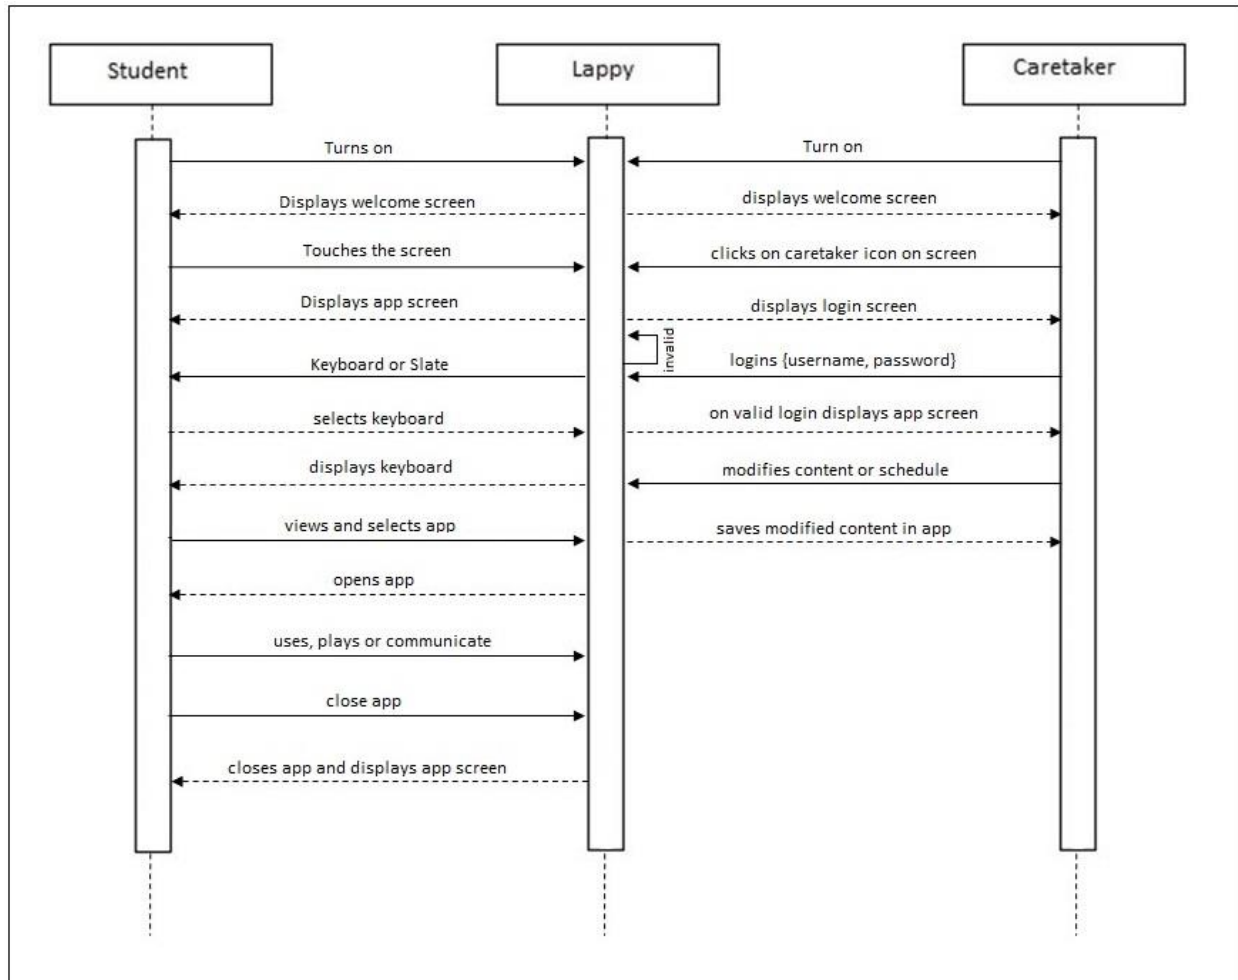 Student
Lappy
Caretaker
Turns on
Turn on
Displays welcome screen
displays welcome screen
Touches the screen
clicks on caretaker icon on screen
Displays app screen
displays login screen
invalid
Keyboard or Slate
logins {username, password}
selects keyboard
on valid login displays app screen
displays keyboard
modifies content or schedule
views and selects app
saves modified content in app
opens app
uses, plays or communicate
close app
closes app and displays app screen